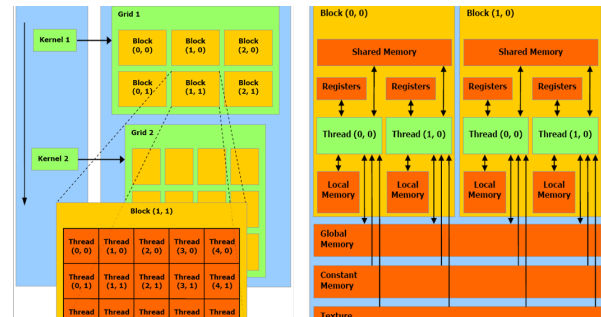 Grid 1
Kernel 1
Block Block Block
(0, 0) (1, 0) (2, 0)
Block Block Block
(0, 1) (1, 1) (2, 1)
Grid 2
Kernel 2
Block (1, 1)
Thread Thread Thread Thread Thread
(0, 0) (1, 0) (2, 0) (3, 0) (4, 0)
Thread Thread Thread Thread Thread
(0, 1) (1, 1) (2, 1) (3, 1) (4, 1)
Thread Thread Thread Thread Thread
Block (0, 0) Block (1, 0)
Shared Memory Shared Memory
Registers Registers Registers Registers
Thread (0, 0) Thread (1, 0) Thread (0, 0) Thread (1, 0)
Local Local Local Local
Memory Memory Memory Memory
Global
Memory
Constant
Memory
Texture